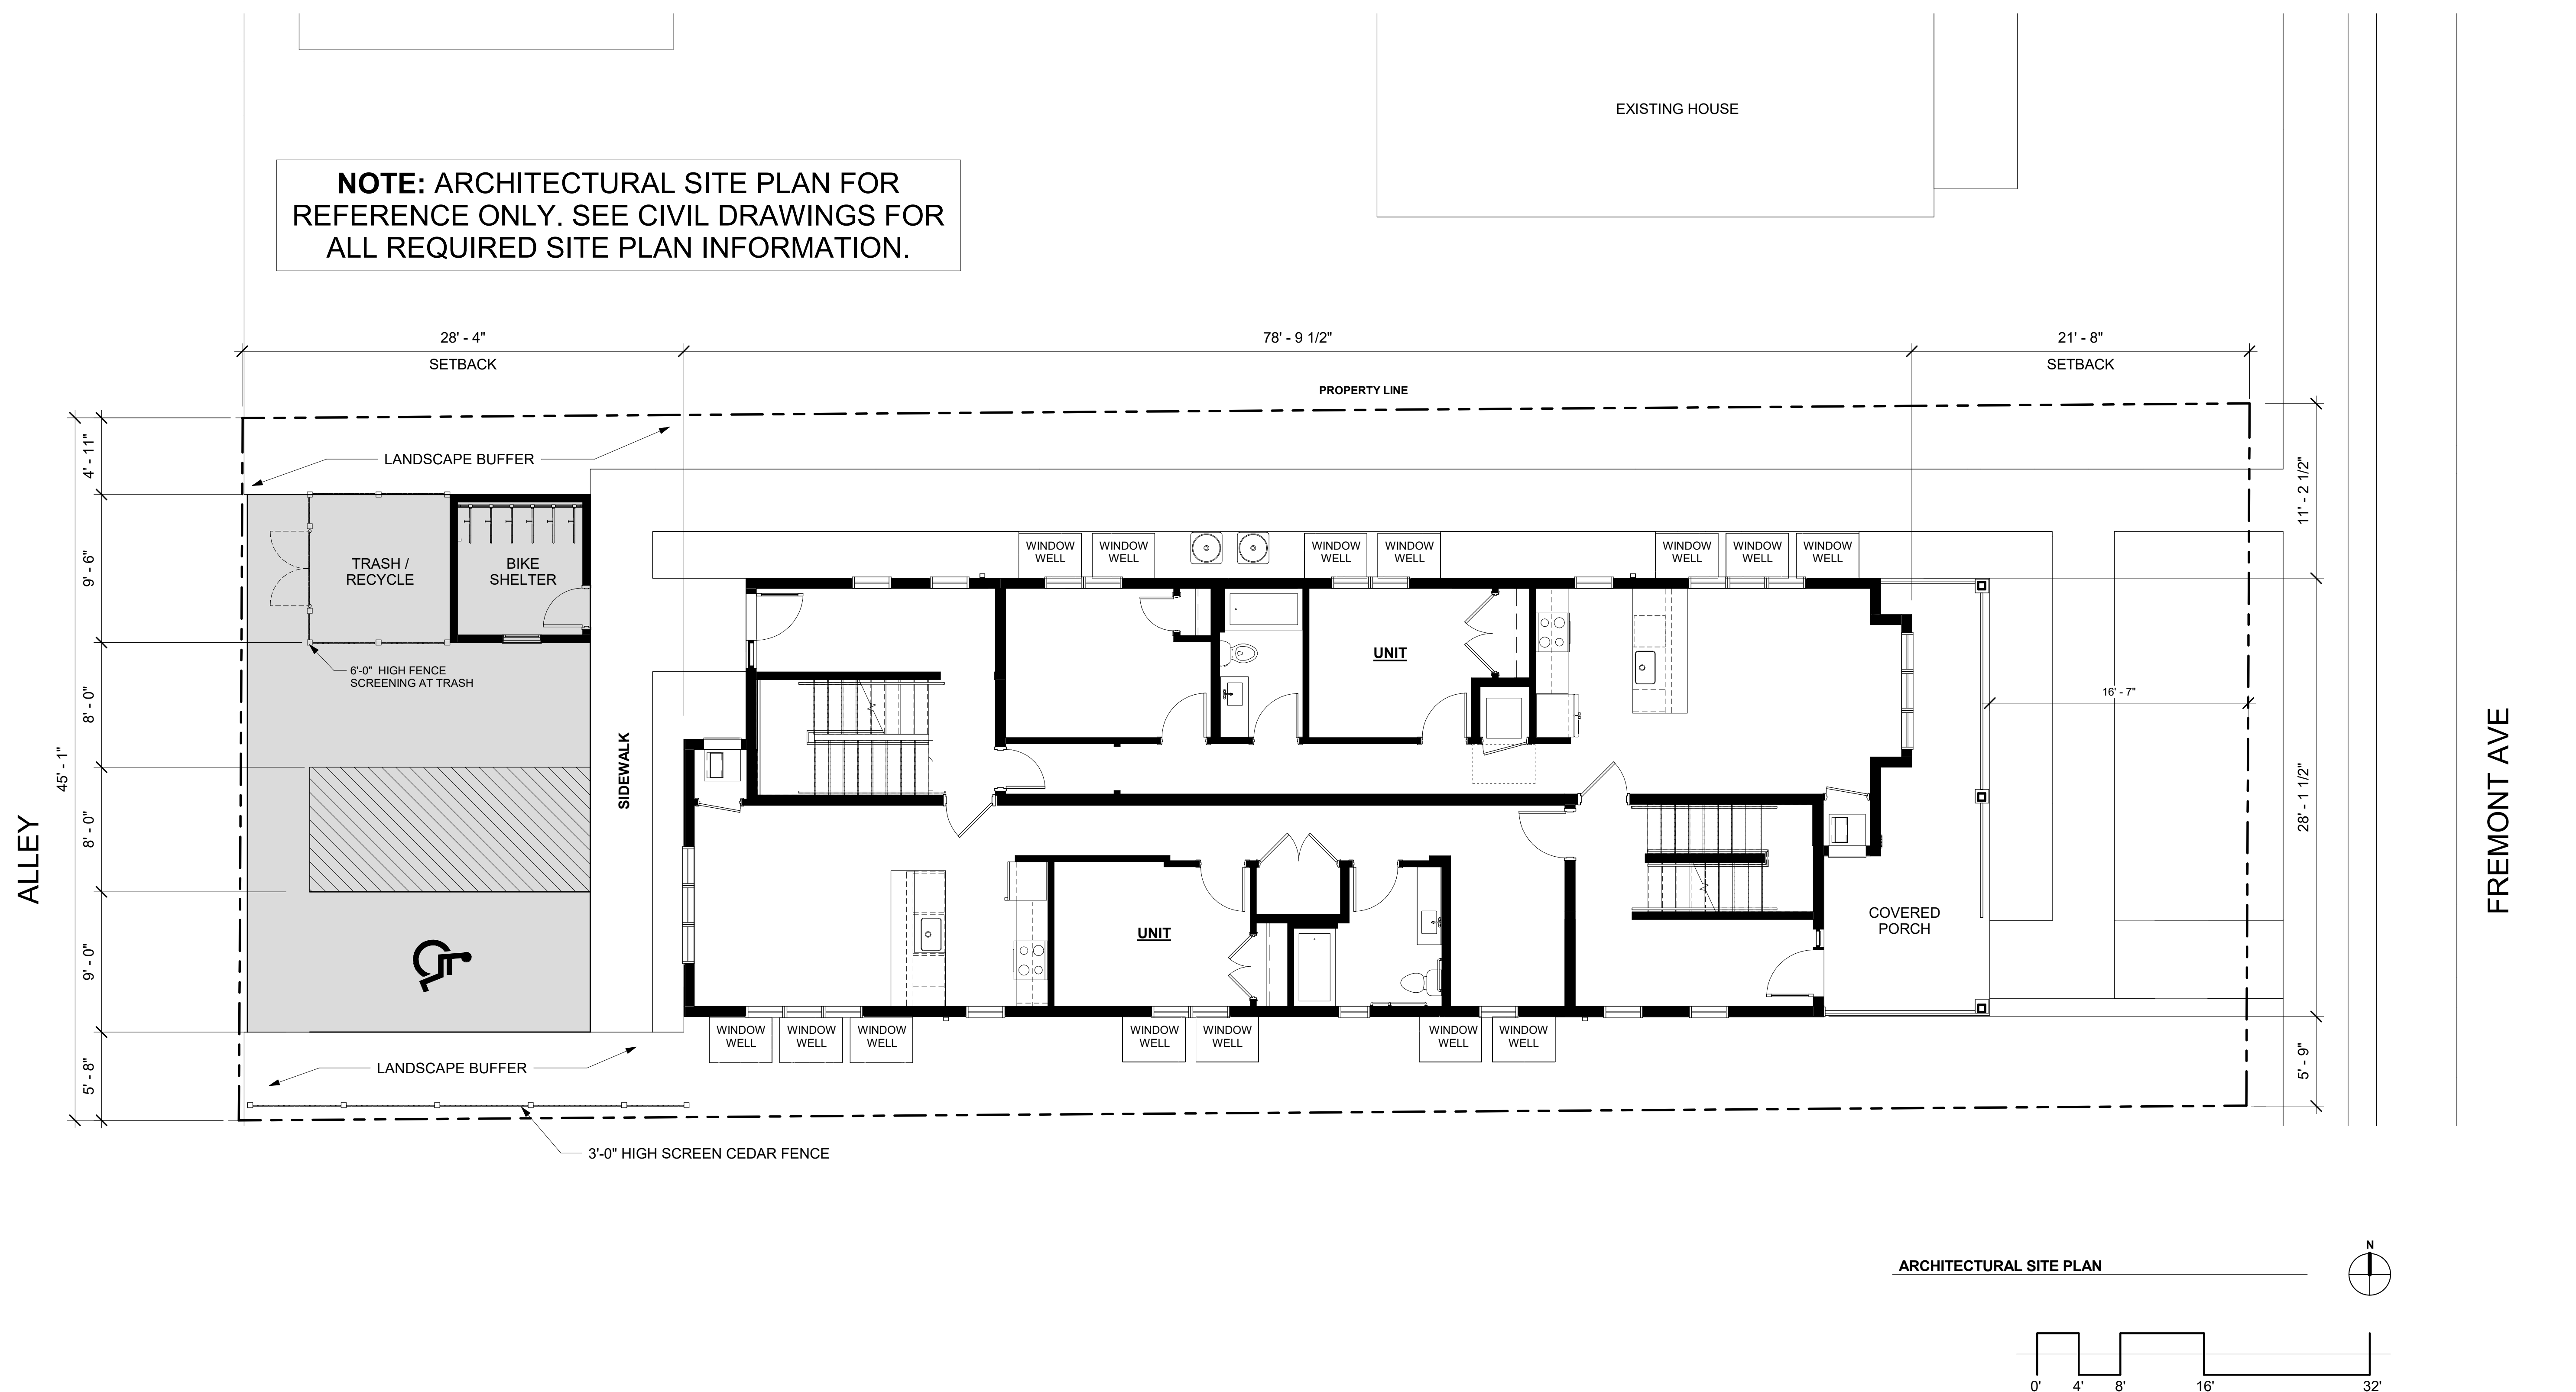 EXISTING HOUSE
NOTE: ARCHITECTURAL SITE PLAN FOR
REFERENCE ONLY. SEE CIVIL DRAWINGS FOR
ALL REQUIRED SITE PLAN INFORMATION.
28' - 4"
78' - 9 1/2"
21' - 8"
SETBACK
SETBACK
PROPERTY LINE
4' - 11"
LANDSCAPE BUFFER
11' - 2 1/2"
WINDOW
WELL
WINDOW
WELL
WINDOW
WELL
WINDOW
WELL
WINDOW
WELL
WINDOW
WELL
WINDOW
WELL
9' - 6"
TRASH /
RECYCLE
BIKE
SHELTER
UNIT
6'-0" HIGH FENCE
SCREENING AT TRASH
8' - 0"
16' - 7"
45' - 1"
SIDEWALK
FREMONT AVE
28' - 1 1/2"
ALLEY
8' - 0"
COVERED
PORCH
UNIT
9' - 0"
WINDOW
WELL
WINDOW
WELL
WINDOW
WELL
WINDOW
WELL
WINDOW
WELL
WINDOW
WELL
WINDOW
WELL
5' - 8"
LANDSCAPE BUFFER
5' - 9"
3'-0" HIGH SCREEN CEDAR FENCE
N
ARCHITECTURAL SITE PLAN
0'
4'
8'
16'
32'